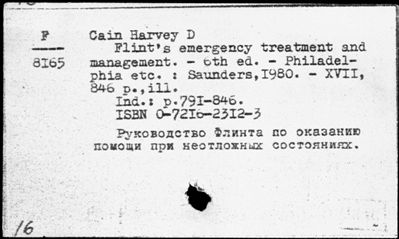 F Cain Harvey D
Flint's emergency treatment and
8165 management. - 6th ed. - Philadel-
phia etc. : Saunders,1980. - XVII,
846 p.,ill.
Ind.: p.791-846.
ISBN 0-7216-2312-3
Руководство Флинта по оказанию
помощи при неотложных состояниях.
16